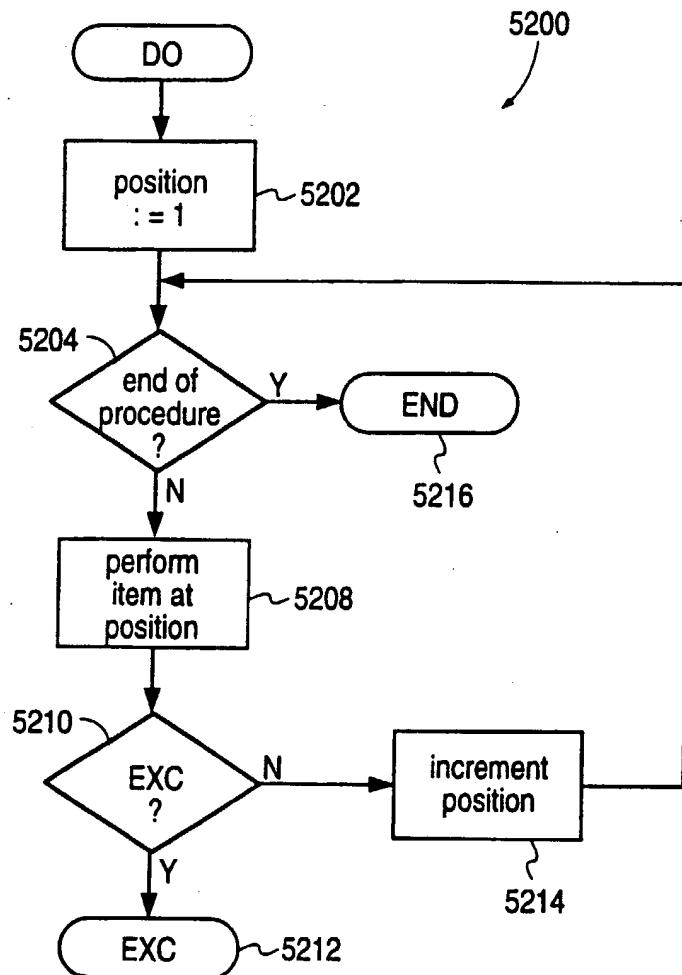 5200
DO
position
: = 1
5202
5204
end of
procedure
?
Y
END
5216
N
perform
item at
position
5208
5210
EXC
?
N
increment
position
5214
Y
EXC
5212